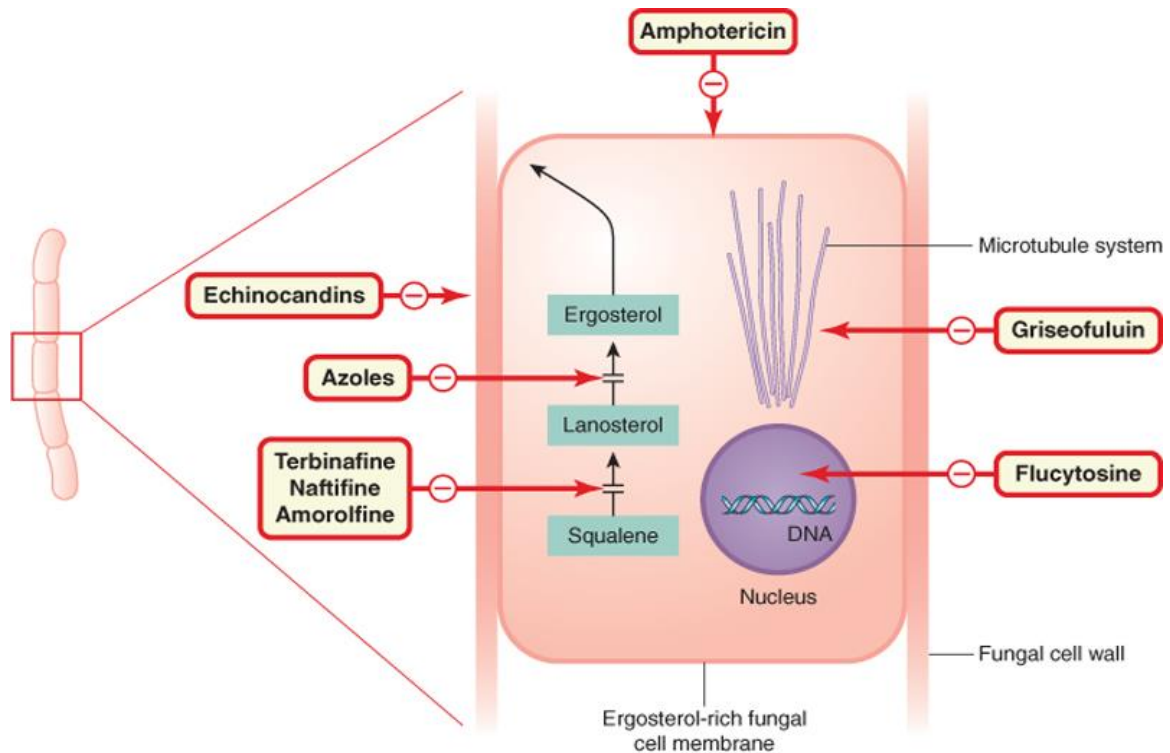 Amphotericin
Microtubule system
Echinocandins
Ergosterol
Griseofuluin
Azoles
Lanosterol
Terbinafine
Naftifine
Amorolfine
Flucytosine
Squalene
DNA
Nucleus
Fungal cell wall
Ergosterol-rich fungal
cell membrane